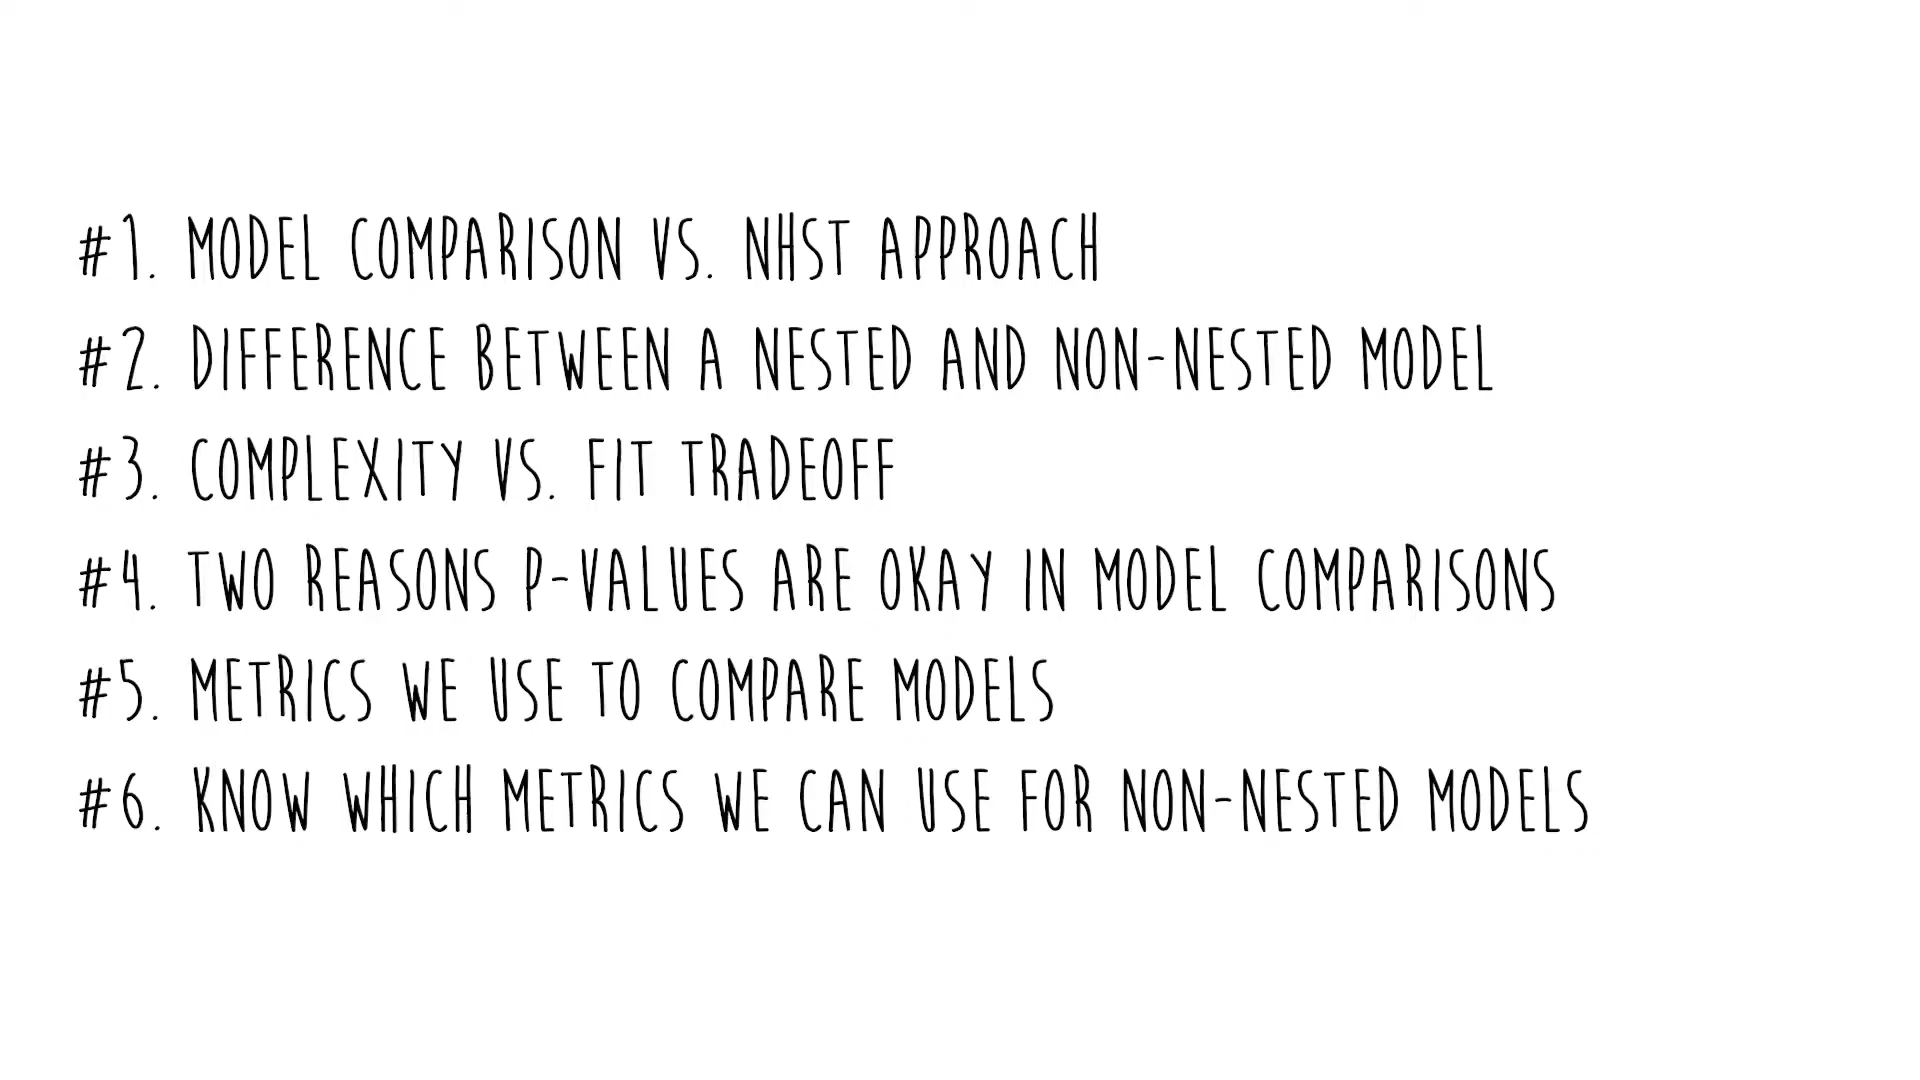 #1. MODEL COMPARISON VS. NHST APPROACH
#2. DIFFERENCE BETWEEN A NESTED AND NON-NESTED MODEL
#3. COMPLEXITY VS. FIT TRADEOFF
#4. TWO REASONS P-VALUES ARE OKAY IN MODEL COMPARISONS
#5. METRICS WE USE TO COMPARE MODELS
#6. KNOW WHICH METRICS WE CAN USE FOR NON-NESTED MODELS